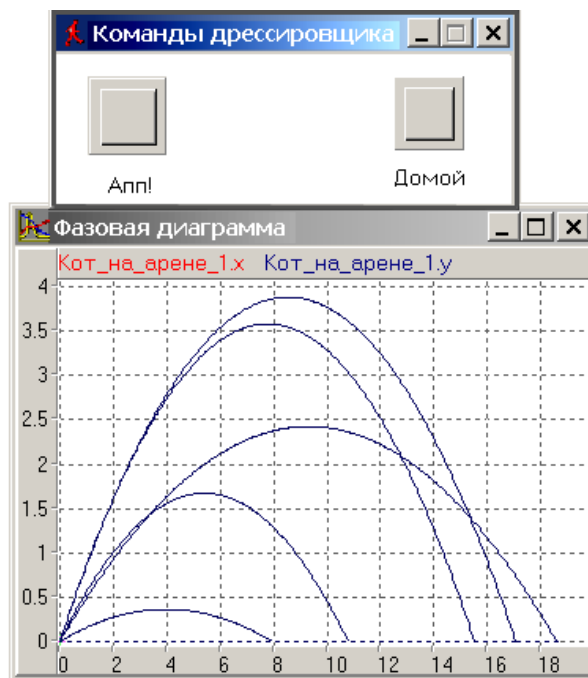 Команды дрессировщика
Апп!
Домой
Фазовая диаграмма
Кот_на_арене_1.x Кот_на_арене_1.y
4
3.5
3
2.5
2
1.5
1
0.5
0
0 2 4 6 8 10 12 14 16 18